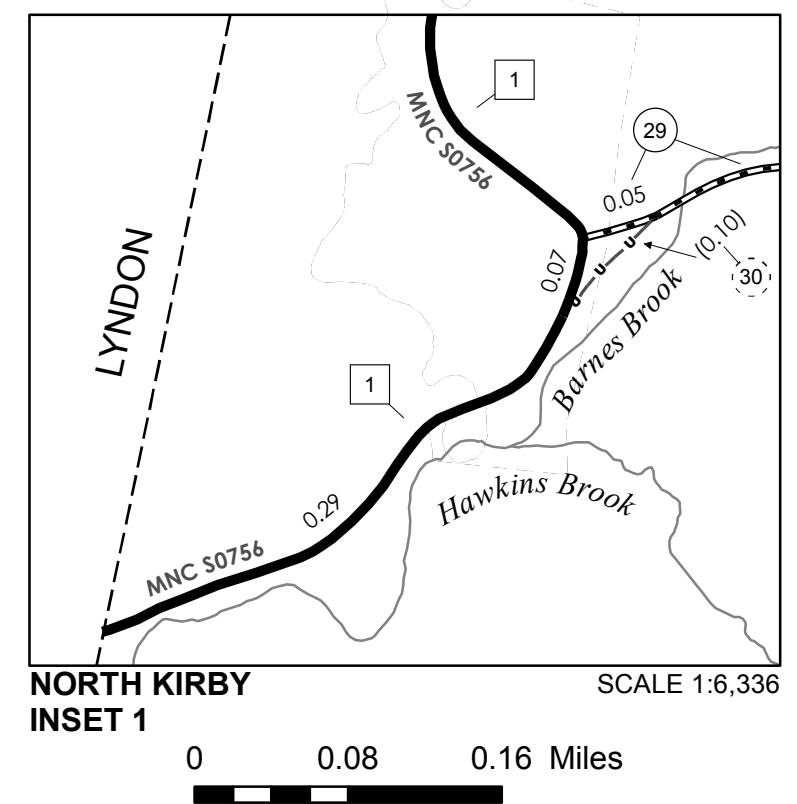 1
MNC S0756
29
0.05
LYNDON
0.07
(0.10)
30
Barnes Brook
1
Hawkins Brook
0.29
MNC S0756
U
U
U
NORTH KIRBY
SCALE 1:6,336
INSET 1
0 0.08 0.16 Miles